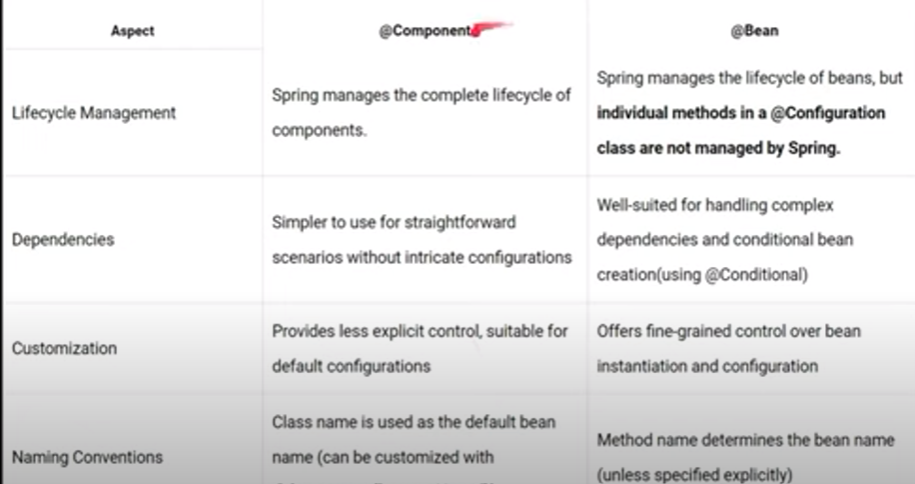 Aspect @Component @Bean
Lifecycle Management
Spring manages the complete lifecycle of
components.
Spring manages the lifecycle of beans, but
individual methods in a @Configuration
class are not managed by Spring.
Dependencies
Simpler to use for straightforward
scenarios without intricate configurations
Well-suited for handling complex
dependencies and conditional bean
creation(using @Conditional)
Customization
Provides less explicit control, suitable for
default configurations
Offers fine-grained control over bean
instantiation and configuration
Naming Conventions
Class name is used as the default bean
name (can be customized with
Method name determines the bean name
(unless specified explicitly)